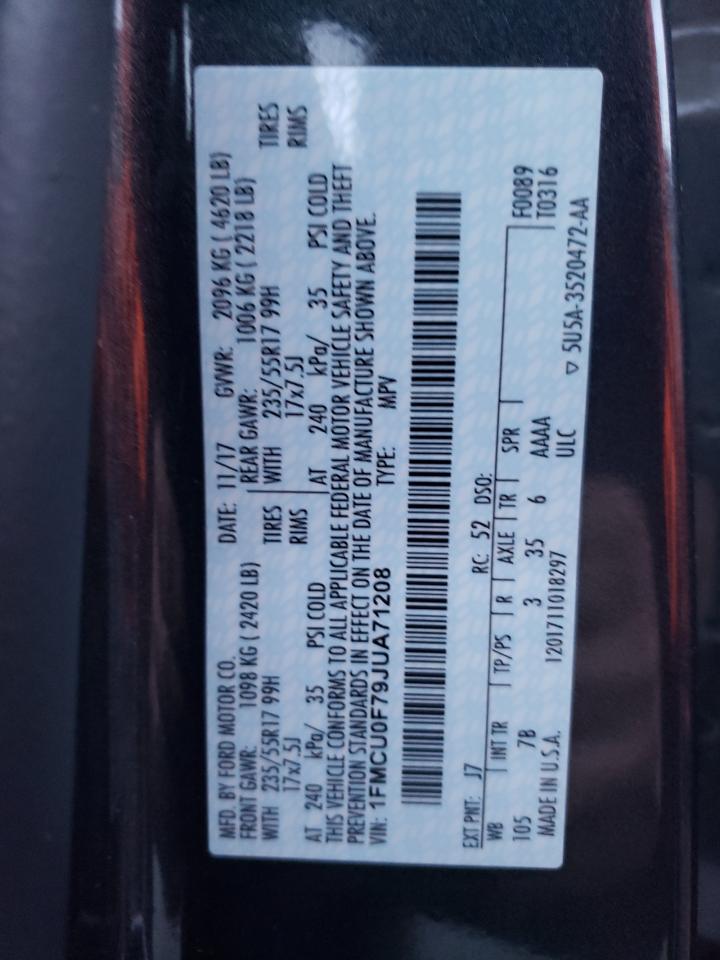 MFD. BY FORD MOTOR CO. DATE: 11/17 GVWR: 2096 KG ( 4620 LB)
FRONT GAWR: 1098 KG ( 2420 LB) REAR GAWR: 1006 KG ( 2218 LB)
WITH 235/55R17 99H TIRES WITH 235/55R17 99H TIRES
17x7.5J RIMS 17x7.5J RIMS
AT 240 kPa/ 35 PSI COLD AT 240 kPa/ 35 PSI COLD
THIS VEHICLE CONFORMS TO ALL APPLICABLE FEDERAL MOTOR VEHICLE SAFETY AND THEFT
PREVENTION STANDARDS IN EFFECT ON THE DATE OF MANUFACTURE SHOWN ABOVE.
VIN: 1FMCU0F79JUA71208 TYPE: MPV
EXT PNT: J7 RC: 52 DSO:
WB INT TR TP/PS R AXLE TR SPR F0089
105 7B 3 35 6 AAAA T0316
MADE IN U.S.A. 1201711018297 ULC
▽ 5U5A-3520472-AA